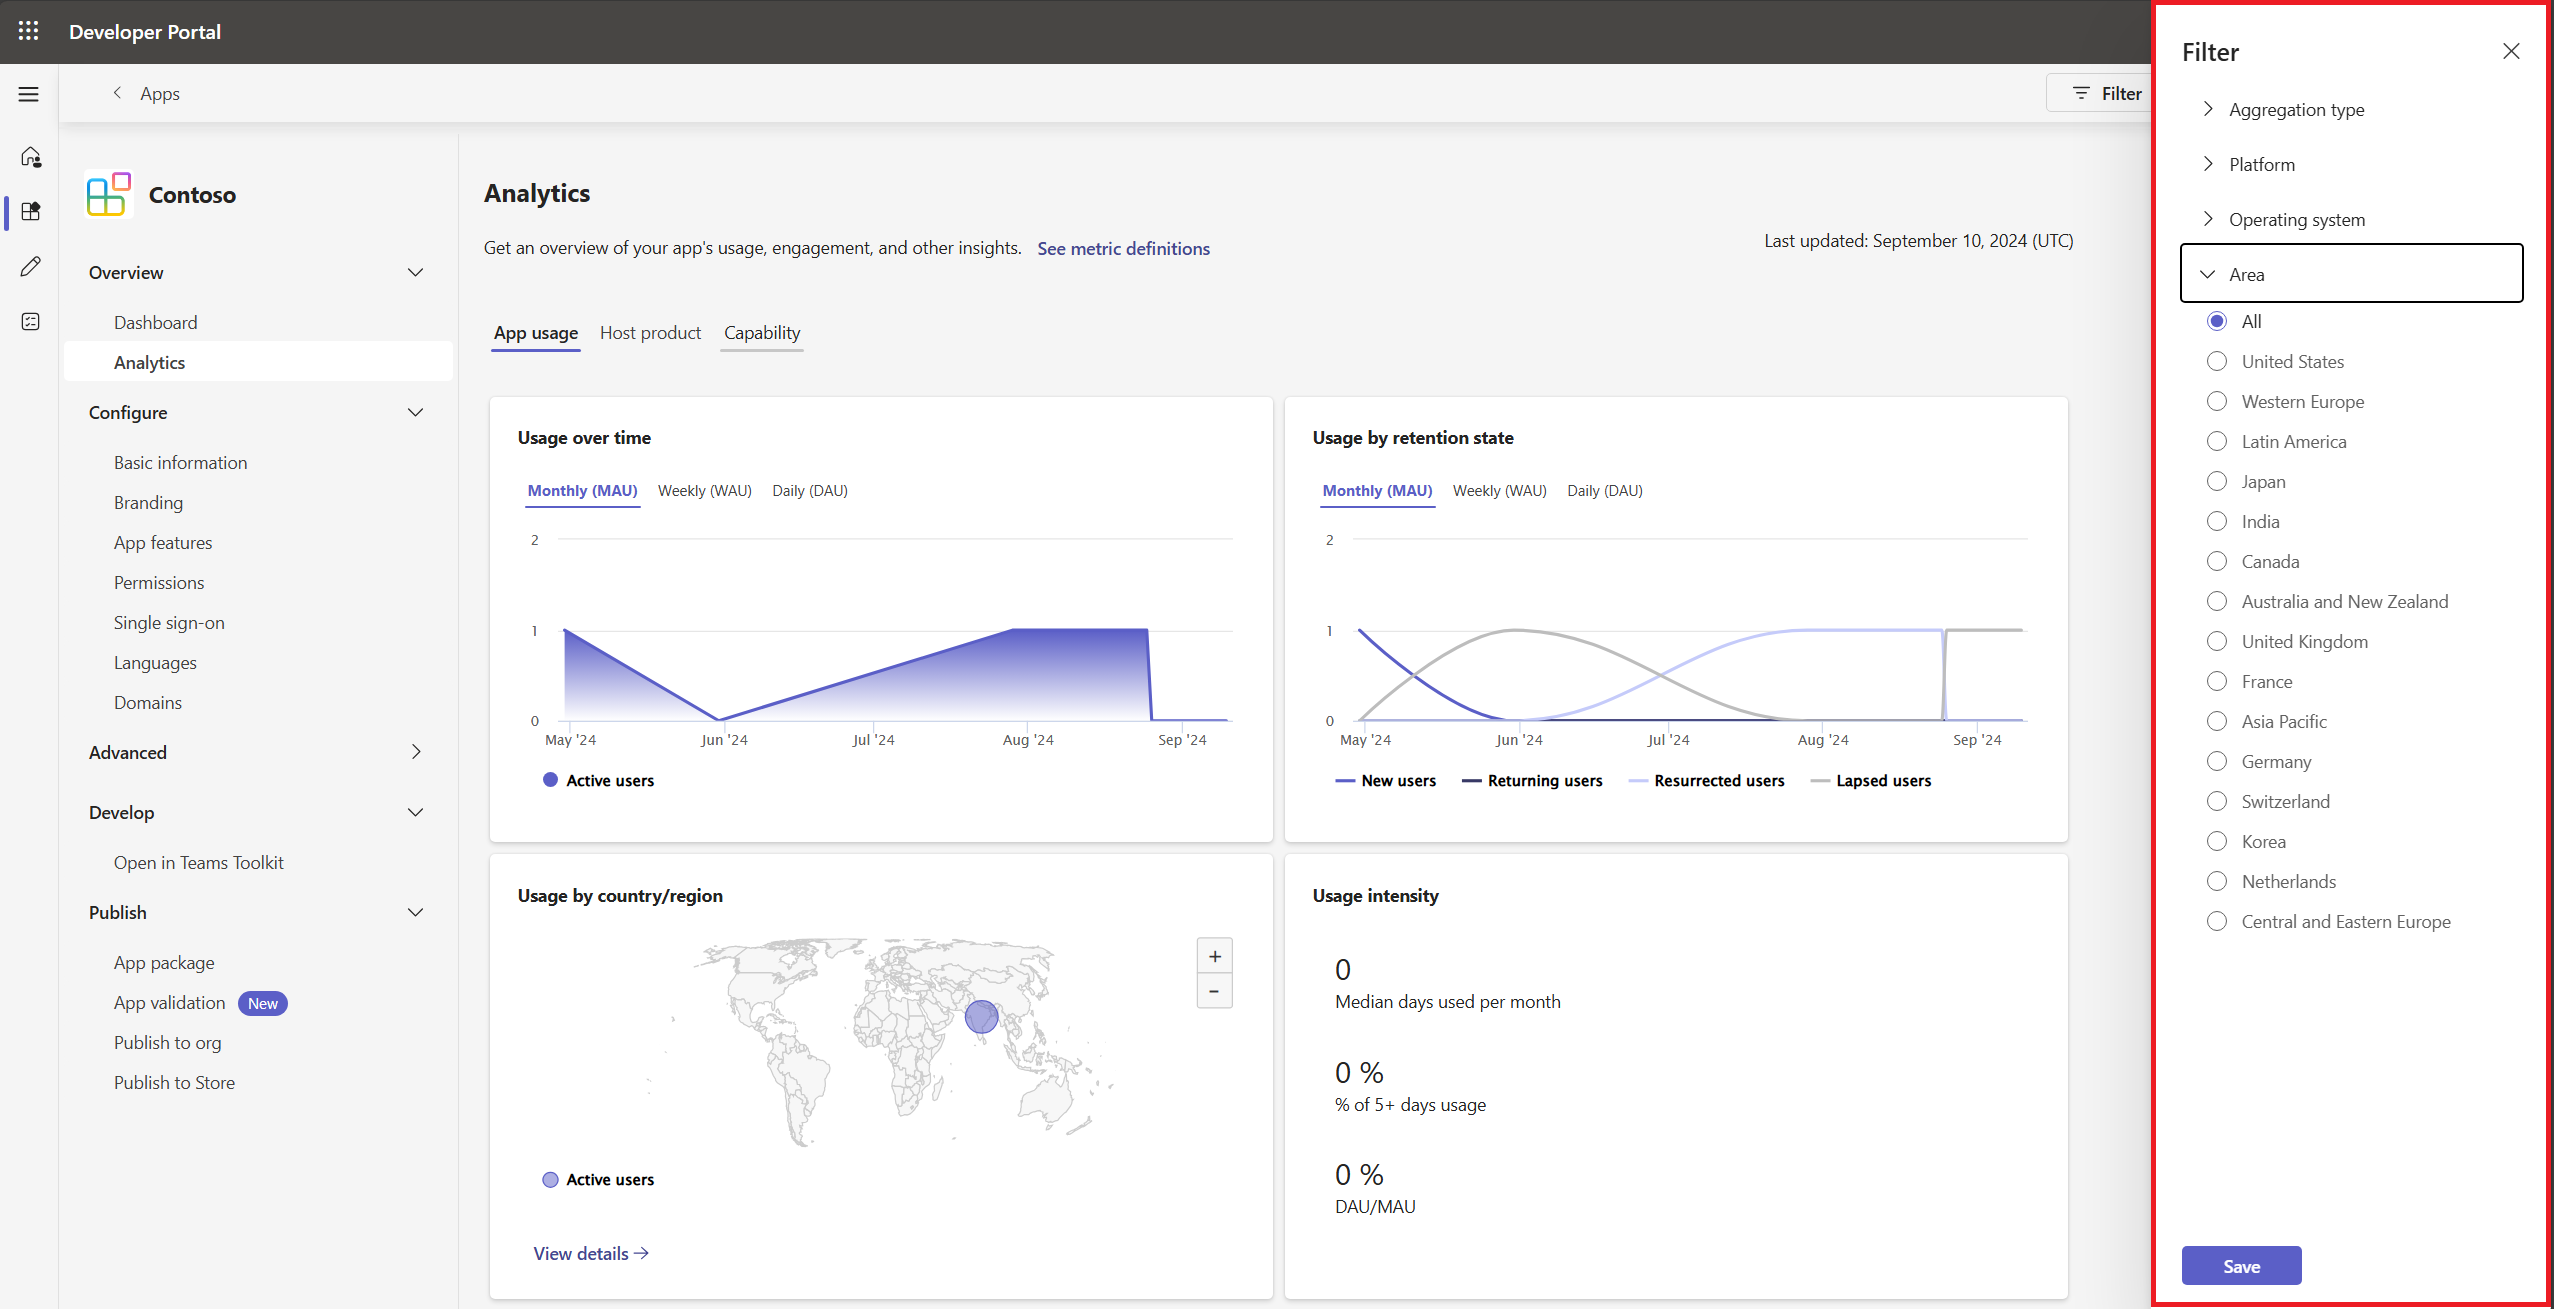 Developer Portal
Apps
Filter
Contoso
Overview
Dashboard
Analytics
Configure
Basic information
Branding
App features
Permissions
Single sign-on
Languages
Domains
Advanced
Develop
Open in Teams Toolkit
Publish
App package
App validation New
Publish to org
Publish to Store
Analytics
Get an overview of your app's usage, engagement, and other insights. See metric definitions
Last updated: September 10, 2024 (UTC)
App usage Host product Capability
Usage over time
Monthly (MAU) Weekly (WAU) Daily (DAU)
2
1
0
May '24 Jun '24 Jul '24 Aug '24 Sep '24
Active users
Usage by retention state
Monthly (MAU) Weekly (WAU) Daily (DAU)
2
1
0
May '24 Jun '24 Jul '24 Aug '24 Sep '24
New users Returning users Resurrected users Lapsed users
Usage by country/region
+
-
Active users
View details
Usage intensity
0
Median days used per month
0 %
% of 5+ days usage
0 %
DAU/MAU
Filter
Aggregation type
Platform
Operating system
Area
All
United States
Western Europe
Latin America
Japan
India
Canada
Australia and New Zealand
United Kingdom
France
Asia Pacific
Germany
Switzerland
Korea
Netherlands
Central and Eastern Europe
Save